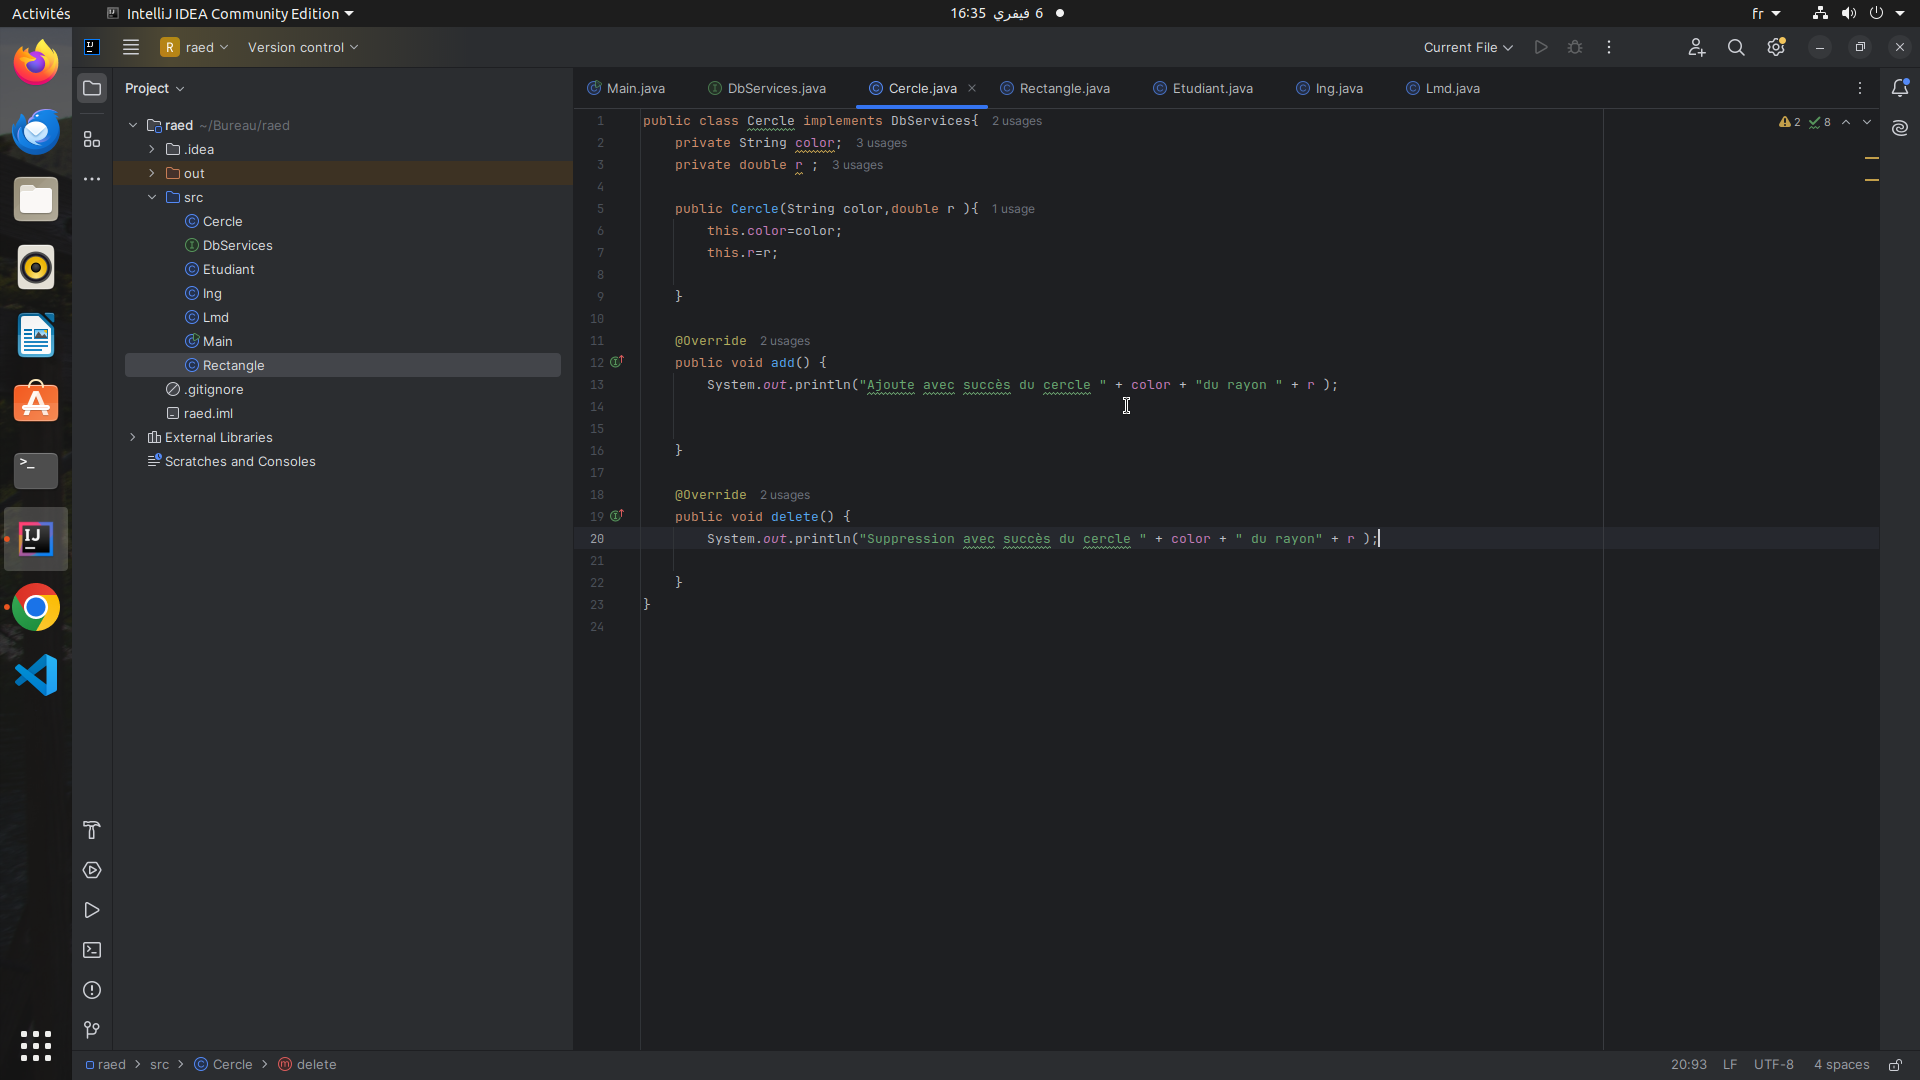 Activités
IntelliJ IDEA Community Edition
16:35 6 فيفري
fr
R raed
Version control
Current File
Project
Main.java
DbServices.java
Cercle.java
Rectangle.java
Etudiant.java
Ing.java
Lmd.java
raed ~/Bureau/raed
.idea
out
src
Cercle
DbServices
Etudiant
Ing
Lmd
Main
Rectangle
.gitignore
raed.iml
External Libraries
Scratches and Consoles
2 8
1 public class Cercle implements DbServices{ 2 usages
2 private String color; 3 usages
3 private double r ; 3 usages
4
5 public Cercle(String color,double r ){ 1 usage
6 this.color=color;
7 this.r=r;
8
9 }
10
11 @Override 2 usages
12 public void add() {
13 System.out.println("Ajoute avec succès du cercle " + color + "du rayon " + r );
14
15
16 }
17
18 @Override 2 usages
19 public void delete() {
20 System.out.println("Suppression avec succès du cercle " + color + " du rayon" + r );
21
22 }
23 }
24
raed > src > Cercle > delete
20:93 LF UTF-8 4 spaces